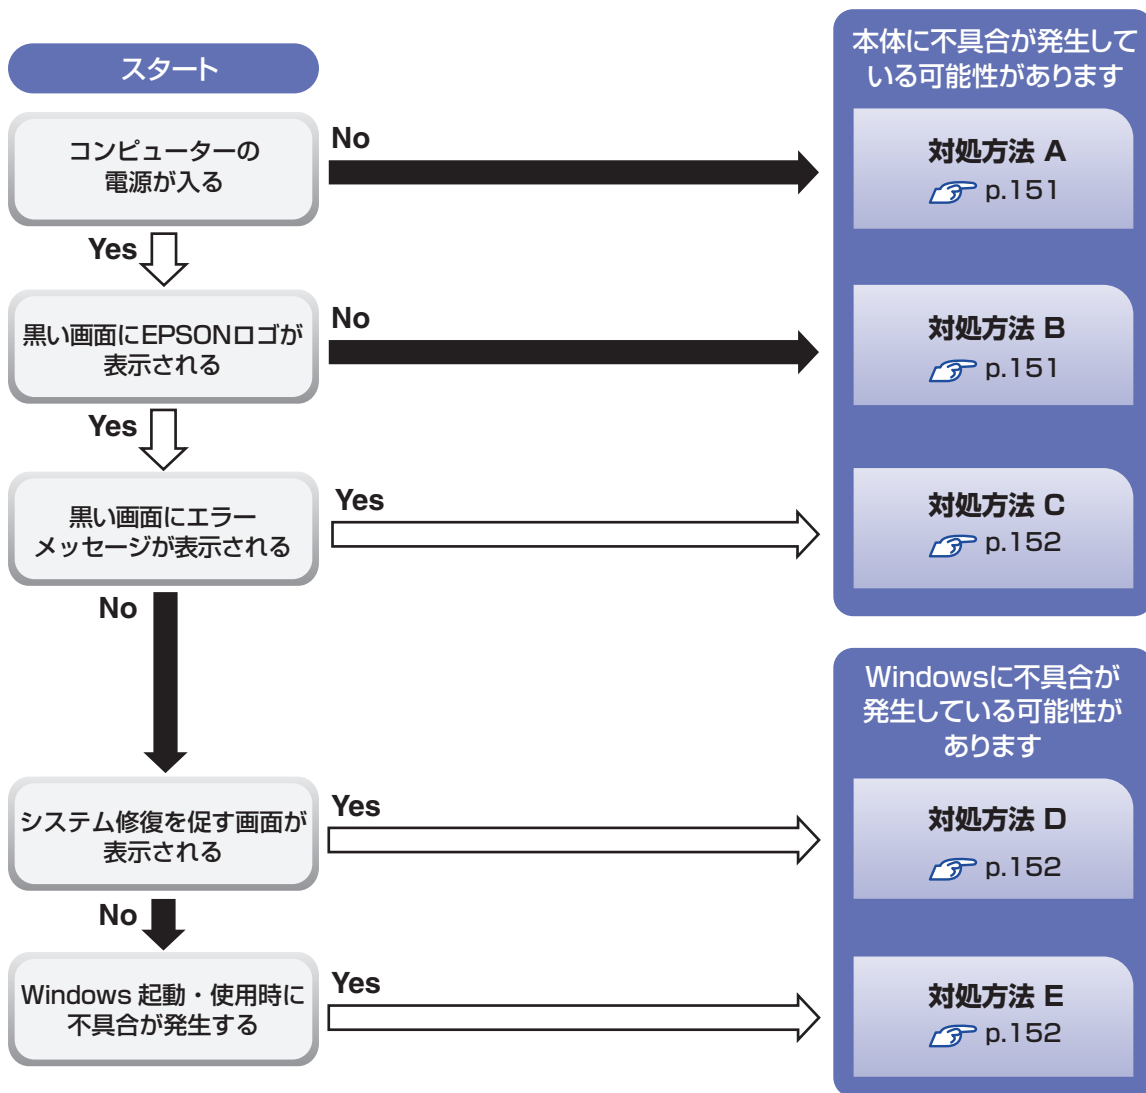 スタート
コンピューターの
電源が入る
No
Yes
黒い画面にEPSONロゴが
表示される
No
Yes
黒い画面にエラー
メッセージが表示される
Yes
No
システム修復を促す画面が
表示される
Yes
No
Windows 起動・使用時に
不具合が発生する
Yes
本体に不具合が発生して
いる可能性があります
対処方法 A
p.151
対処方法 B
p.151
対処方法 C
p.152
Windowsに不具合が
発生している可能性が
あります
対処方法 D
p.152
対処方法 E
p.152